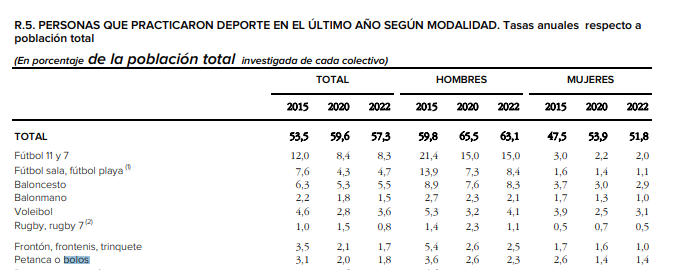 R.5. PERSONAS QUE PRACTICARON DEPORTE EN EL ÚLTIMO AÑO SEGÚN MODALIDAD. Tasas anuales respecto a
población total
(En porcentaje de la población total investigada de cada colectivo)
TOTAL HOMBRES MUJERES
2015 2020 2022 2015 2020 2022 2015 2020 2022
TOTAL 53,5 59,6 57,3 59,8 65,5 63,1 47,5 53,9 51,8
Fútbol 11 y 7 12,0 8,4 8,3 21,4 15,0 15,0 3,0 2,2 2,0
Fútbol sala, fútbol playa (1) 7,6 4,3 4,7 13,9 7,3 8,4 1,6 1,4 1,1
Baloncesto 6,3 5,3 5,5 8,9 7,6 8,3 3,7 3,0 2,9
Balonmano 2,2 1,8 1,5 2,7 2,3 2,1 1,7 1,3 1,0
Voleibol 4,6 2,8 3,6 5,3 3,2 4,1 3,9 2,5 3,1
Rugby, rugby 7 (2) 1,0 1,5 0,8 1,4 2,3 1,1 0,5 0,7 0,5
Frontón, frontenis, trinquete 3,5 2,1 1,7 5,4 2,6 2,5 1,7 1,6 1,0
Petanca o bolos 3,1 2,0 1,8 3,6 2,6 2,3 2,6 1,4 1,4